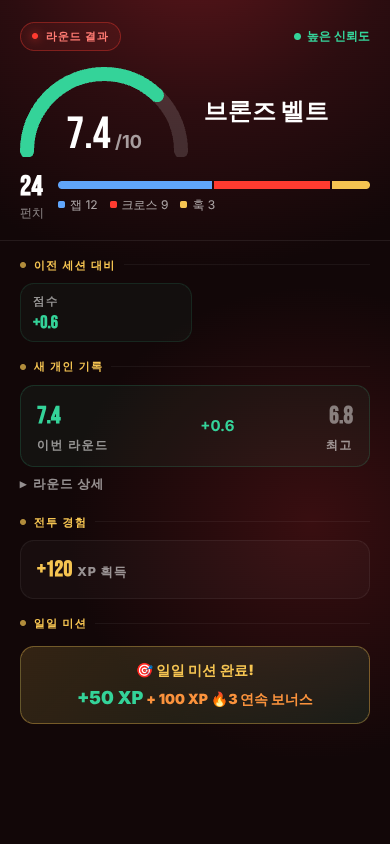 라운드 결과
높은 신뢰도
7.4 /10
브론즈 벨트
24
펀치
잽 12 크로스 9 훅 3
이전 세션 대비
점수
+0.6
새 개인 기록
7.4 +0.6 6.8
이번 라운드 최고
▶ 라운드 상세
전투 경험
+120 XP 획득
일일 미션
🎯 일일 미션 완료!
+50 XP + 100 XP 🔥3 연속 보너스